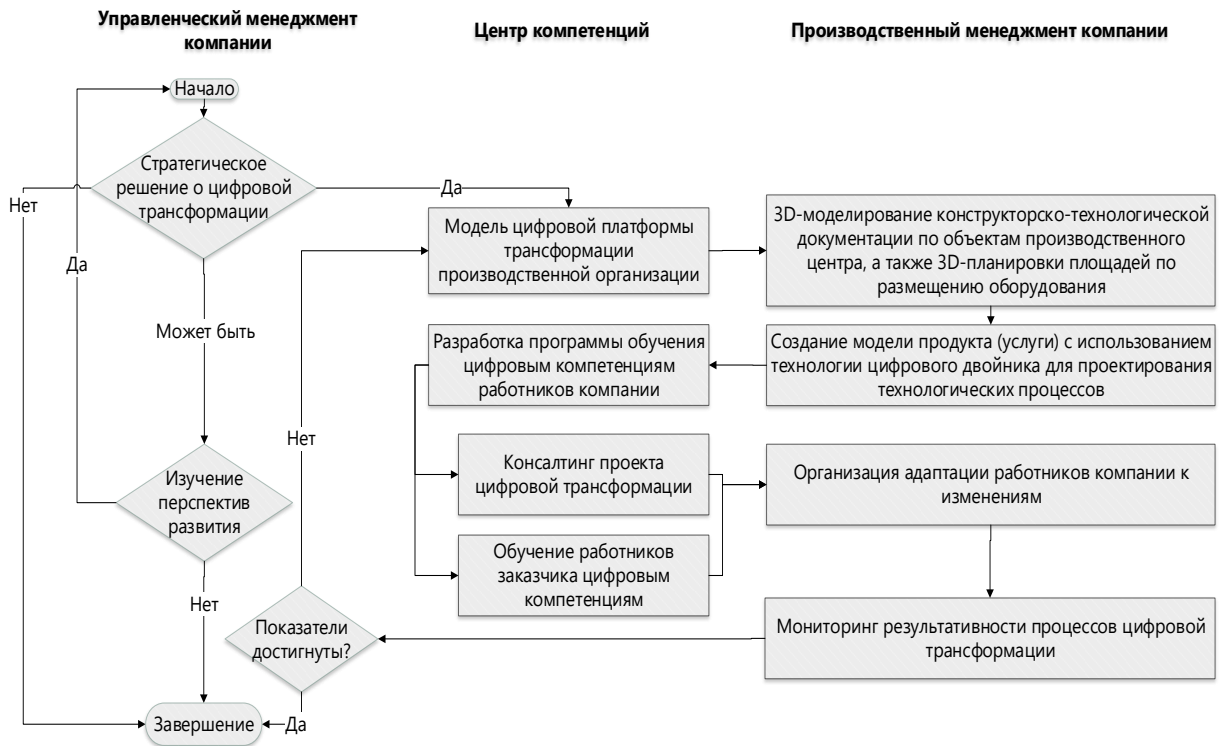 Управленческий менеджмент
компании
Центр компетенций
Производственный менеджмент компании
Начало
Стратегическое
решение о цифровой
трансформации
Нет
Да
Да
Может быть
Изучение
перспектив
развития
Нет
Завершение
Модель цифровой платформы
трансформации
производственной организации
3D-моделирование конструкторско-технологической
документации по объектам производственного
центра, а также 3D-планировки площадей по
размещению оборудования
Разработка программы обучения
цифровым компетенциям
работников компании
Создание модели продукта (услуги) с использованием
технологии цифрового двойника для проектирования
технологических процессов
Нет
Консалтинг проекта
цифровой трансформации
Обучение работников
заказчика цифровым
компетенциям
Организация адаптации работников компании к
изменениям
Показатели
достигнуты?
Да
Мониторинг результативности процессов цифровой
трансформации